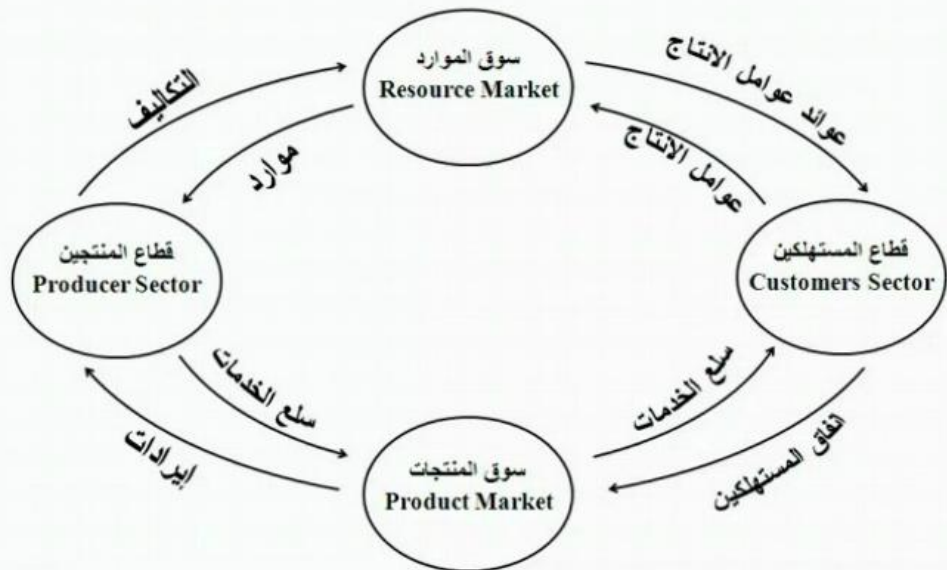 سوق الموارد
Resource Market
التكاليف
عوائد عوامل الانتاج
موارد
عوامل الانتاج
قطاع المنتجين
Producer Sector
قطاع المستهلكين
Customers Sector
سلع الخدمات
سلع الخدمات
إيرادات
انفاق المستهلكين
سوق المنتجات
Product Market